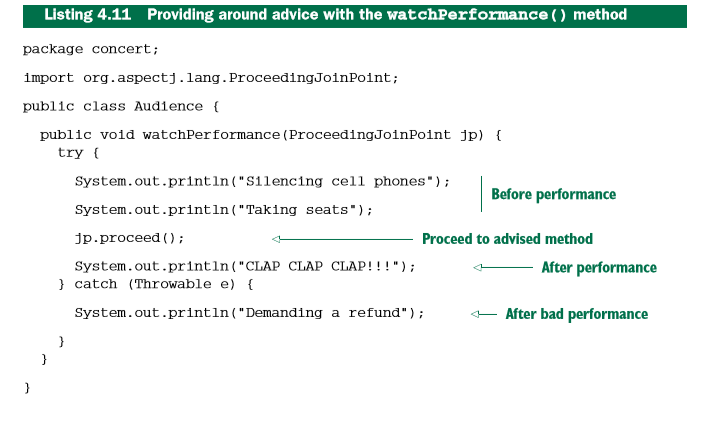 Listing 4.11 Providing around advice with the watchPerformance() method
package concert;
import org.aspectj.lang.ProceedingJoinPoint;
public class Audience {
public void watchPerformance(ProceedingJoinPoint jp) {
try {
System.out.println("Silencing cell phones");
System.out.println("Taking seats");
Before performance
jp.proceed();
Proceed to advised method
System.out.println("CLAP CLAP CLAP!!!");
After performance
} catch (Throwable e) {
System.out.println("Demanding a refund");
After bad performance
}
}
}